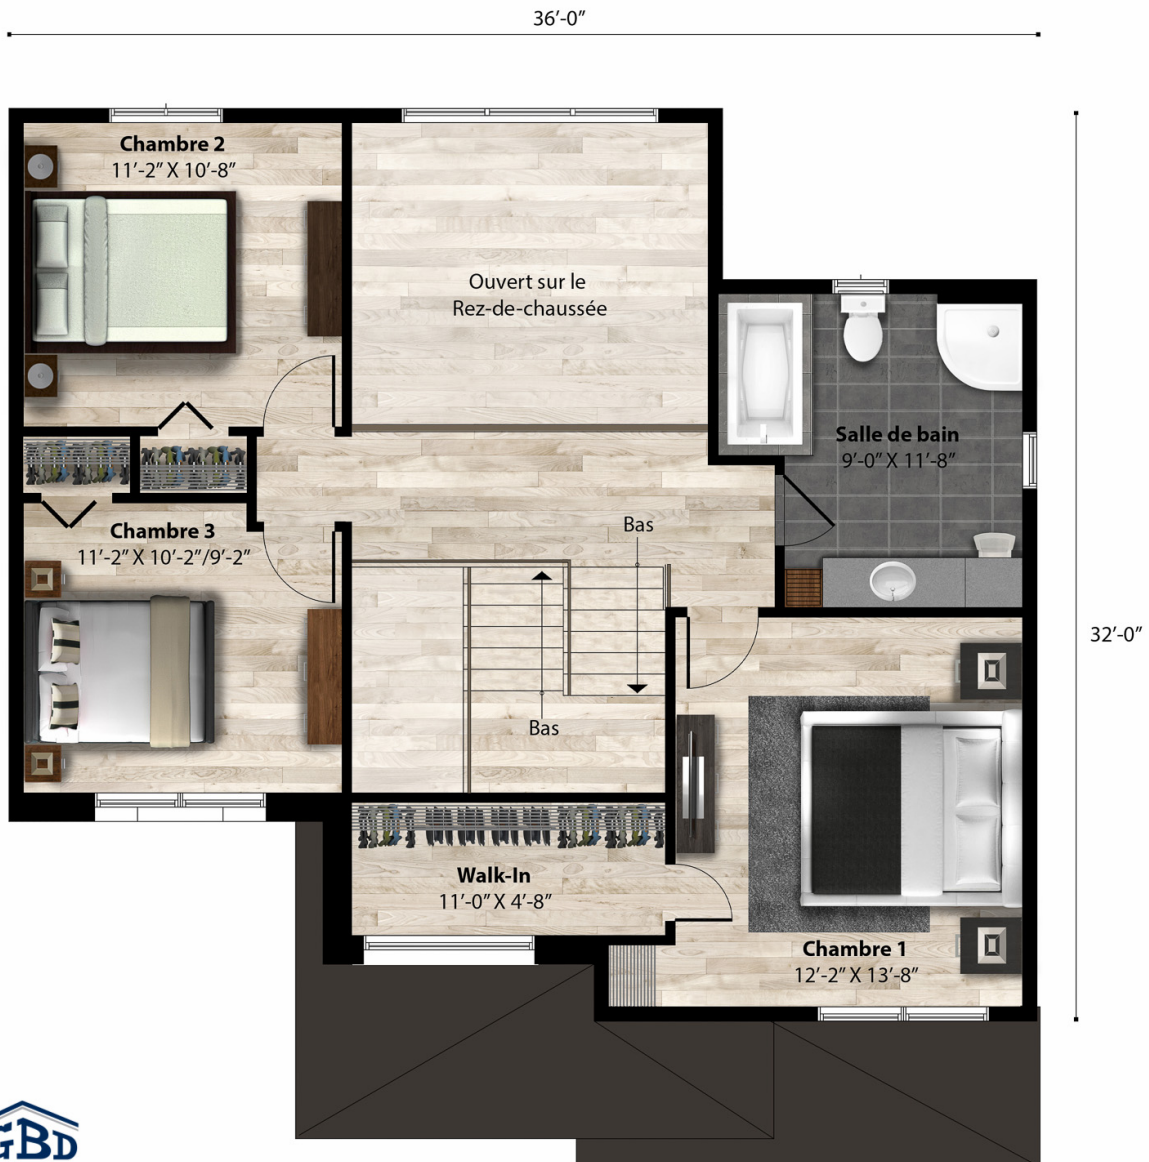 36’-0”
Chambre 2
11’-2” X 10’-8”
Ouvert sur le
Rez-de-chaussée
Salle de bain
9’-0” X 11’-8”
Chambre 3
11’-2” X 10’-2”/9’-2”
Bas
32’-0”
Bas
Walk-In
11’-0” X 4’-8”
Chambre 1
12’-2” X 13’-8”
GBD